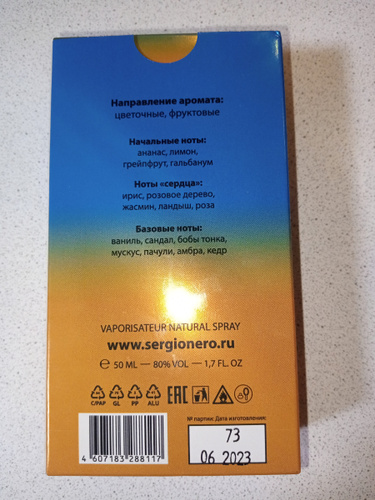 Направление аромата:
цветочные, фруктовые
Начальные ноты:
ананас, лимон,
грейпфрут, гальбанум
Ноты «сердца»:
ирис, розовое дерево,
жасмин, ландыш, роза
Базовые ноты:
ваниль, сандал, бобы тонка,
мускус, пачули, амбра, кедр
VAPORISATEUR NATURAL SPRAY
www.sergionero.ru
℮ 50 ML — 80% VOL — 1,7 FL. OZ
C/PAP GL PP ALU EAC
№ партии: Дата изготовления:
73
06 2023
4 607183 288117